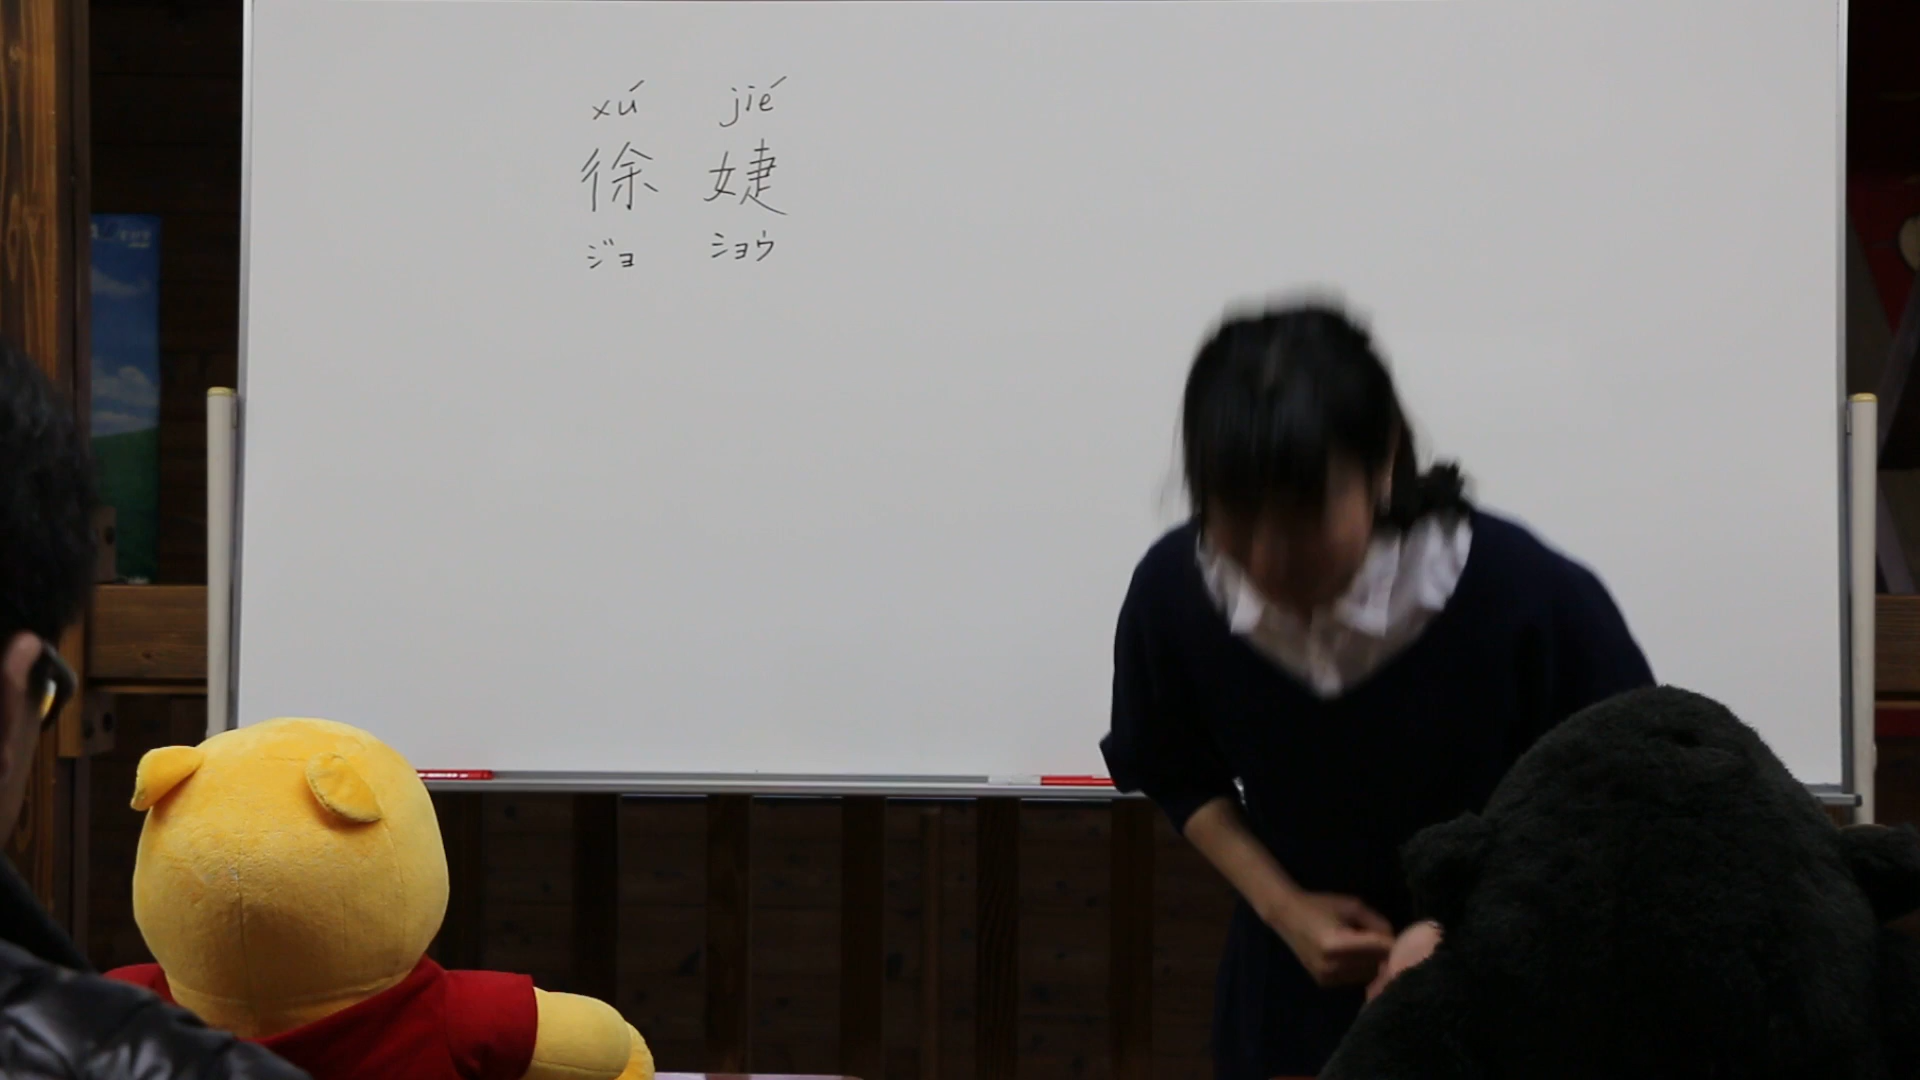 xú jié
徐 婕
ジョ ショウ